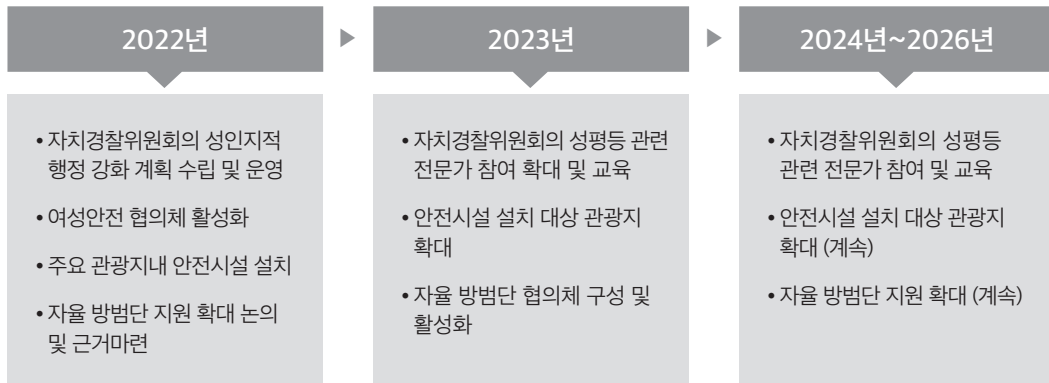 2022년
• 자치경찰위원회의 성인지적
행정 강화 계획 수립 및 운영
• 여성안전 협의체 활성화
• 주요 관광지내 안전시설 설치
• 자율 방범단 지원 확대 논의
및 근거마련
2023년
• 자치경찰위원회의 성평등 관련
전문가 참여 확대 및 교육
• 안전시설 설치 대상 관광지
확대
• 자율 방범단 협의체 구성 및
활성화
2024년~2026년
• 자치경찰위원회의 성평등
관련 전문가 참여 및 교육
• 안전시설 설치 대상 관광지
확대 (계속)
• 자율 방범단 지원 확대 (계속)